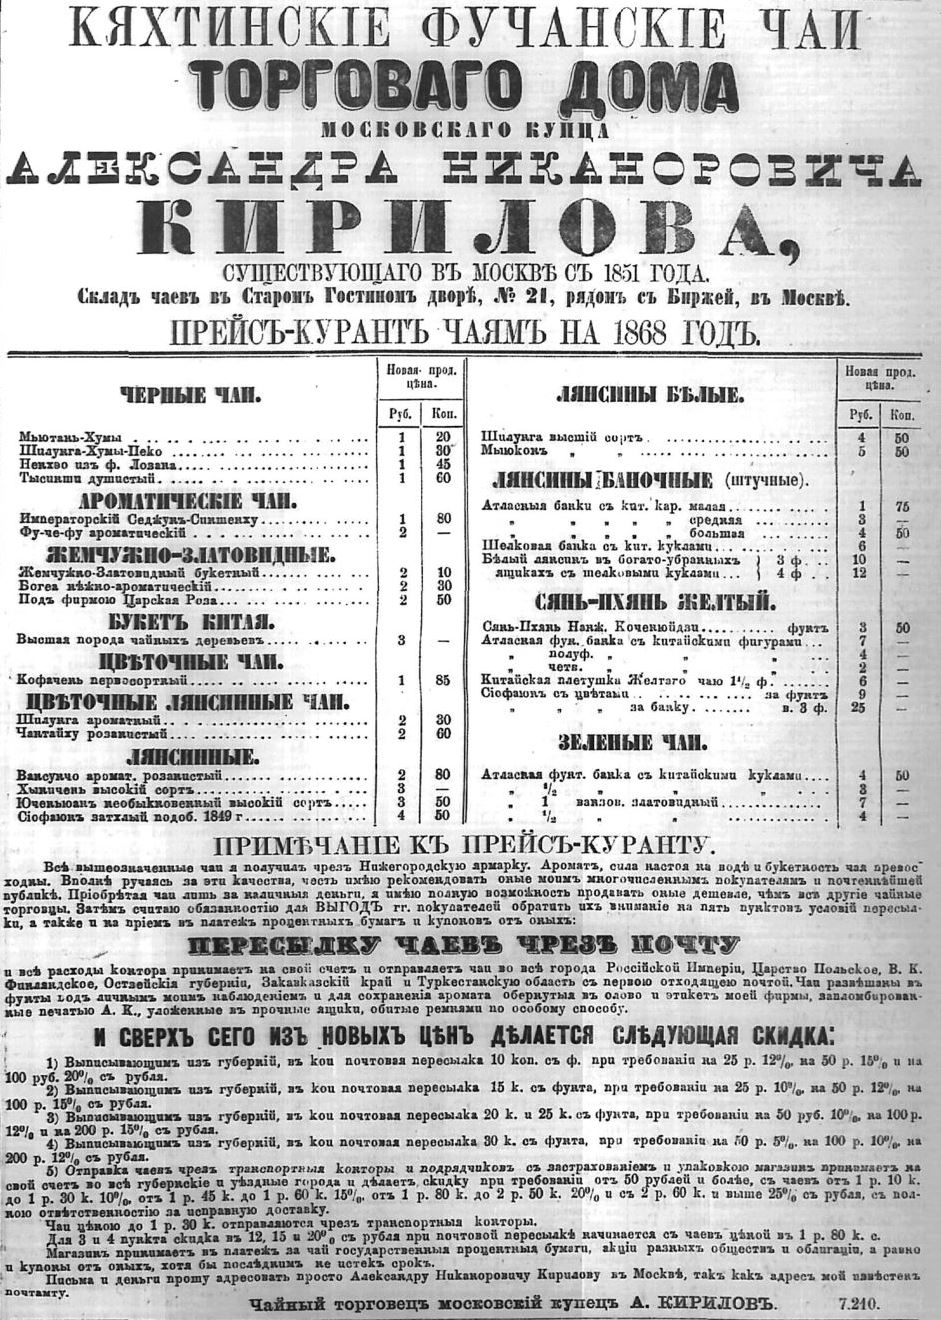 КЯХТИНСКІЕ ФУЧАНСКІЕ ЧАИ
ТОРГОВАГО ДОМА
МОСКОВСКАГО КУПЦА
АЛЕКСАНДРА НИКАНОРОВИЧА
КИРИЛОВА,
СУЩЕСТВУЮЩАГО ВЪ МОСКВѢ СЪ 1851 ГОДА.
Складъ чаевъ въ Старомъ Гостиномъ дворѣ, № 21, рядомъ съ Биржей, въ Москвѣ.
ПРЕЙСЪ-КУРАНТЪ ЧАЯМЪ НА 1868 ГОДЪ.
Новая прод. цѣна.
Руб. Коп.
ЧЕРНЫЕ ЧАИ.
Мьютань-Хумы 1 20
Шилунга-Хумы-Пеко 1 30
Ненхэо изъ ф. Лозана 1 45
Тысинши душистый 1 60
АРОМАТИЧЕСКІЕ ЧАИ.
Императорскій Седжукъ-Сишенху 1 80
Фу-че-фу ароматическій 2 —
ЖЕМЧУЖНО-ЗЛАТОВИДНЫЕ.
Жемчужно-Златовидный букетный 2 10
Богеа нѣжно-ароматическій 2 30
Подъ фирмою Царская Роза 2 50
БУКЕТЪ КИТАЯ.
Высшая порода чайныхъ деревьевъ 3 —
ЦВѢТОЧНЫЕ ЧАИ.
Кофачень первосортный 1 85
ЦВѢТОЧНЫЕ ЛЯНСИННЫЕ ЧАИ.
Шилунга ароматный 2 30
Чантайху розанистый 2 60
ЛЯНСИННЫЕ.
Вансунчо аромат. розанистый 2 80
Хыкичень высокій сортъ 3 —
Юченьюанъ необыкновенный высокій сортъ 3 50
Сіофаюкъ затхлый подоб. 1849 г 4 50
Новая прод. цѣна.
Руб. Коп.
ЛЯНСИНЫ БѢЛЫЕ.
Шилунга высшій сортъ 4 50
Мыюконъ „ „ 5 50
ЛЯНСИНЫ БАНОЧНЫЕ (штучные).
Атласныя банки съ кит. кар. малая 1 75
„ „ „ „ „ средняя 3 —
„ „ „ „ „ большая 4 50
Шелковая банка съ кит. куклами 6 —
Бѣлый лянсинъ въ богато-убранныхъ } 3 ф. 10 —
ящикахъ съ шелковыми куклами } 4 ф. 12 —
СЯНЬ-ПХЯНЬ ЖЕЛТЫЙ.
Сянь-Пхянь Нанж. Кочекюйдзи фунтъ 3 50
Атласная фун. банка съ китайскими фигурами 7 —
„ полуф. „ „ „ 4 —
„ четв. „ „ „ 2 —
Китайская плетушка Желтаго чаю 1½ ф. 6 —
Сіофаюкъ съ цвѣтами за фунтъ 9 —
„ „ „ за банку в. 3 ф. 25 —
ЗЕЛЕНЫЕ ЧАИ.
Атласная фунт. банка съ китайскими куклами 4 50
„ ½ „ „ „ 3 —
„ 1 ванзов. златовидный 7 —
„ ½ „ „ 4 —
ПРИМѢЧАНІЕ КЪ ПРЕЙСЪ-КУРАНТУ.
Всѣ вышеозначенные чаи я получилъ чрезъ Нижегородскую ярмарку. Ароматъ, сила настоя на водѣ и букетность чая превос
ходны. Вполнѣ ручаясь за эти качества, честь имѣю рекомендовать оные моимъ многочисленнымъ покупателямъ и почтеннѣйшей
публикѣ. Пріобрѣтая чаи лишь за наличныя деньги, я имѣю полную возможность продавать оные дешевле, чѣмъ всѣ другіе чайные
торговцы. Затѣмъ считаю обязанностію для ВЫГОДЪ гг. покупателей обратить ихъ вниманіе на пять пунктовъ условій пересыл-
ки, а также и на пріемъ въ платежъ процентныхъ бумагъ и купоновъ отъ оныхъ:
ПЕРЕСЫЛКУ ЧАЕВЪ ЧРЕЗЪ ПОЧТУ
и всѣ расходы контора принимаетъ на свой счетъ и отправляетъ чаи во всѣ города Россійской Имперіи, Царство Польское, В. К.
Финляндское, Остзейскія губерніи, Закавказскій край и Туркестанскую область съ первою отходящею почтой. Чаи развѣшаны въ
фунты подъ личнымъ моимъ наблюденіемъ и для сохраненія аромата обернутыя въ олово и этикетъ моей фирмы, запломбирован-
ные печатью А. К., уложенные въ прочные ящики, обитые ремнями по особому способу.
И СВЕРХЪ СЕГО ИЗЪ НОВЫХЪ ЦѢНЪ ДѢЛАЕТСЯ СЛѢДУЮЩАЯ СКИДКА:
1) Выписывающимъ изъ губерній, въ кои почтовая пересылка 10 коп. съ ф. при требованіи на 25 р. 12%, на 50 р. 15% и на
100 руб. 20% съ рубля.
2) Выписывающимъ изъ губерній, въ кои почтовая пересылка 15 к. съ фунта, при требованіи на 25 р. 10%, на 50 р. 12%, на
100 р. 15% съ рубля.
3) Выписывающимъ изъ губерній, въ кои почтовая пересылка 20 к. и 25 к. съ фунта, при требованіи на 50 руб. 10%, на 100 р.
12% и на 200 р. 15% съ рубля.
4) Выписывающимъ изъ губерній, въ кои почтовая пересылка 30 к. съ фунта, при требованіи на 50 р. 5%, на 100 р. 10%, на
200 р. 12% съ рубля.
5) Отправка чаевъ чрезъ транспортныя конторы и подрядчиковъ съ застрахованіемъ и упаковкою магазинъ принимаетъ на
свой счетъ во всѣ губернскіе и уѣздные города и дѣлаетъ скидку при требованіи отъ 50 рублей и болѣе, съ чаевъ отъ 1 р. 10 к.
до 1 р. 30 к. 10%, отъ 1 р. 45 к. до 1 р. 60 к. 15%, отъ 1 р. 80 к. до 2 р. 50 к. 20% и съ 2 р. 60 к. и выше 25% съ рубля, съ пол-
ною отвѣтственностію за исправную доставку.
Чаи цѣною до 1 р. 30 к. отправляются чрезъ транспортныя конторы.
Для 3 и 4 пункта скидка въ 12, 15 и 20% съ рубля при почтовой пересылкѣ начинается съ чаевъ цѣной въ 1 р. 80 к. с.
Магазинъ принимаетъ въ платежъ за чай государственныя процентныя бумаги, акціи разныхъ обществъ и облигаціи, а равно
и купоны отъ оныхъ, хотя бы послѣднимъ не истекъ срокъ.
Письма и деньги прошу адресовать просто Александру Никаноровичу Кирилову въ Москвѣ, такъ какъ адресъ мой извѣстенъ
почтамту.
Чайный торговецъ московскій купецъ А. КИРИЛОВЪ. 7.210.